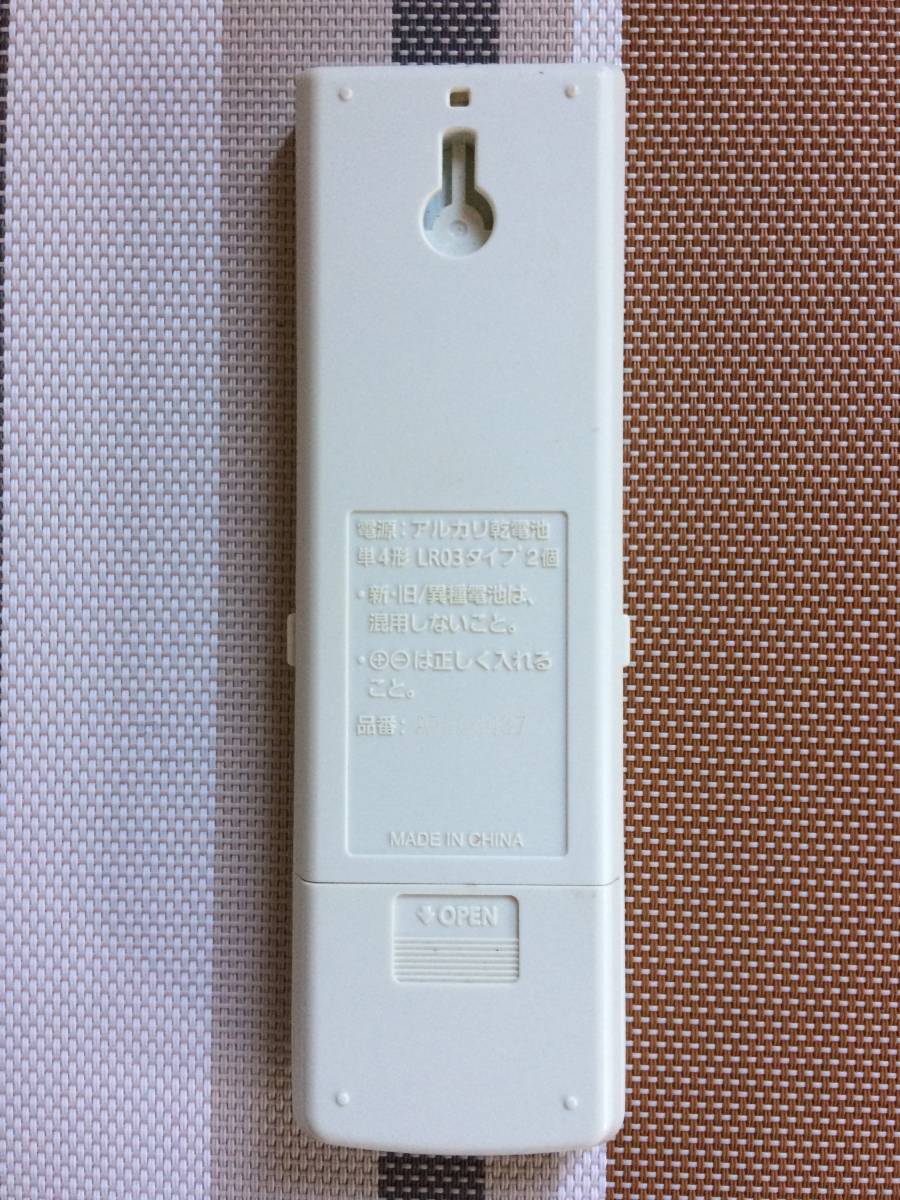 電源：アルカリ乾電池
単4形 LR03タイプ 2個
・新・旧/異種電池は、
混用しないこと。
・⊕⊖は正しく入れる
こと。
品番：
MADE IN CHINA
OPEN